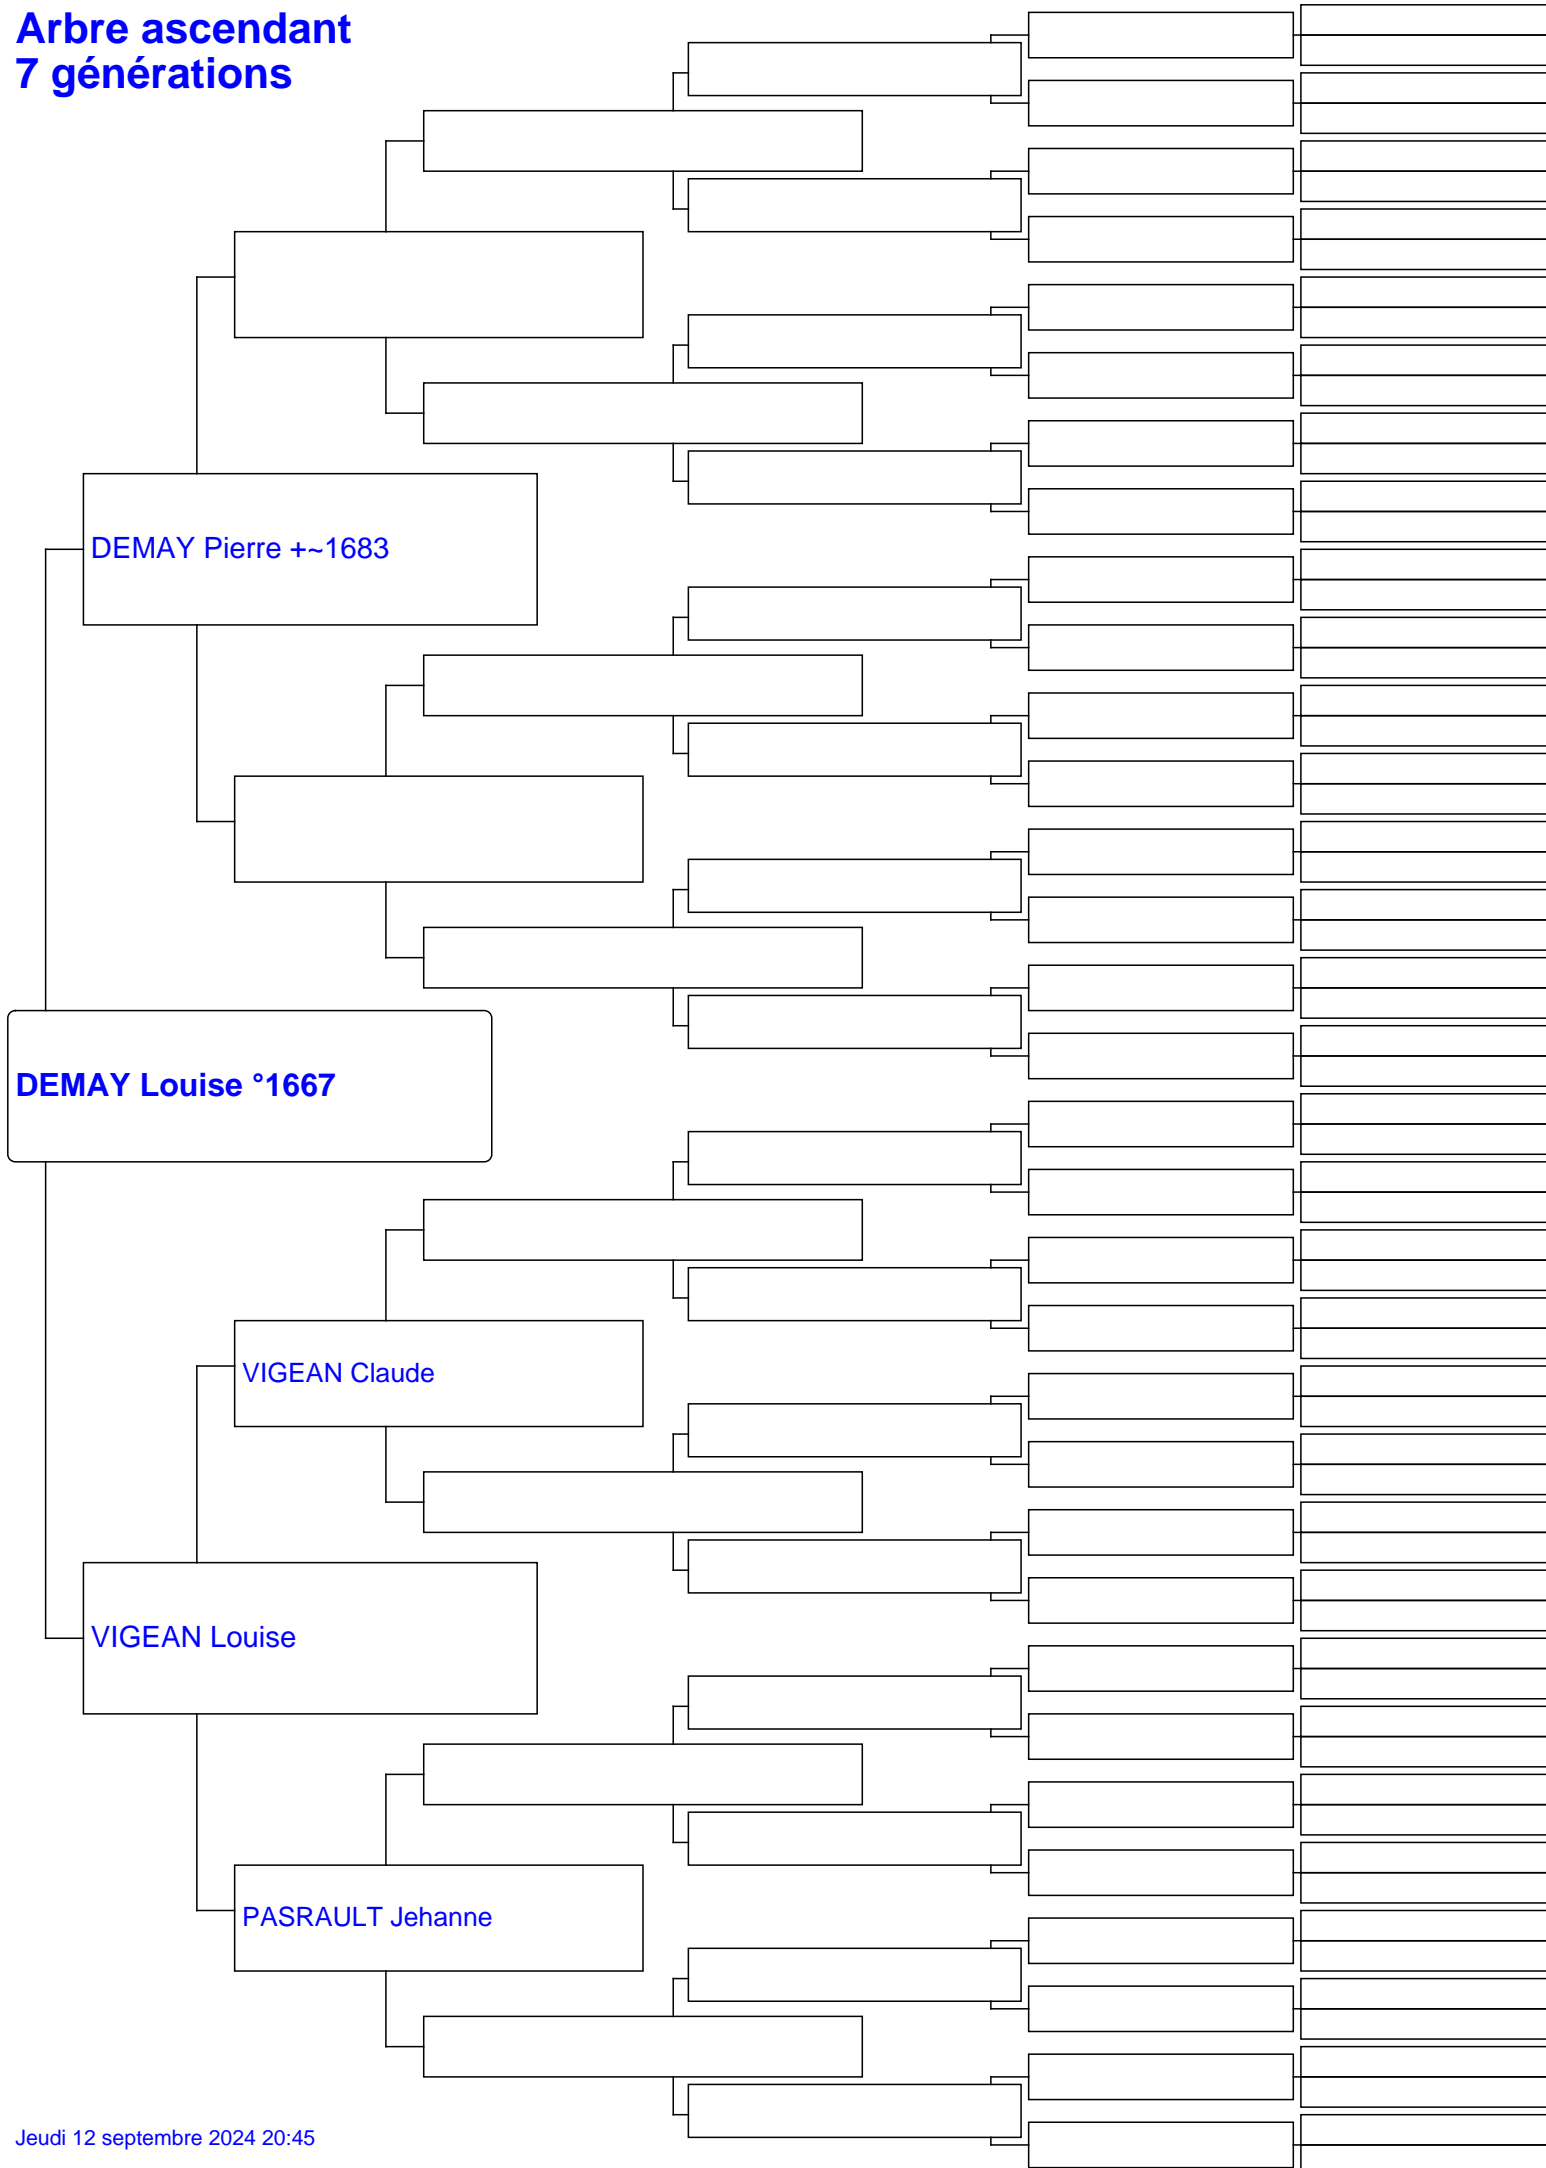 Arbre ascendant
7 générations
DEMAY Pierre +~1683
DEMAY Louise °1667
VIGEAN Claude
VIGEAN Louise
PASRAULT Jehanne
Jeudi 12 septembre 2024 20:45